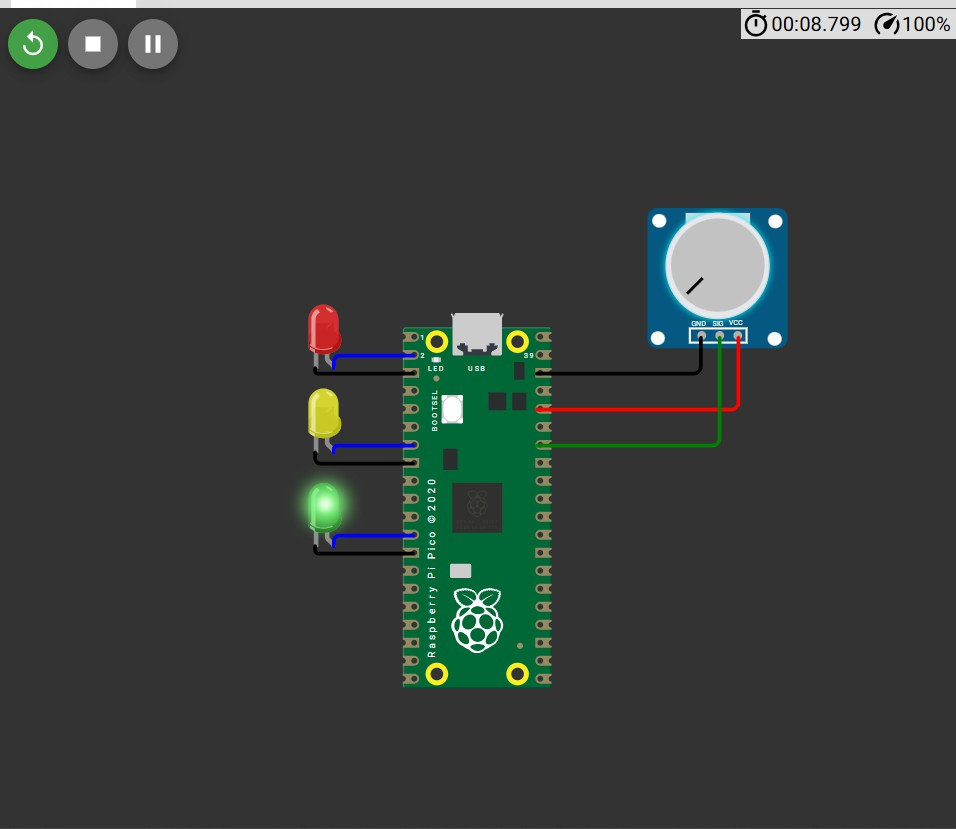 00:08.799 100%
GND SIG VCC
1
2
39
LED USB
BOOTSEL
Raspberry Pi Pico ©2020